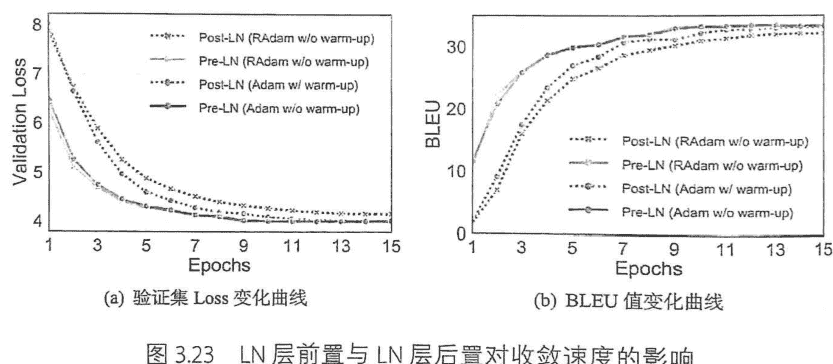 8
7
6
5
4
Validation Loss
Post-LN (RAdam w/o warm-up)
Pre-LN (RAdam w/o warm-up)
Post-LN (Adam w/ warm-up)
Pre-LN (Adam w/o warm-up)
1 3 5 7 9 11 13 15
Epochs
(a) 验证集 Loss 变化曲线
30
20
10
0
BLEU
Post-LN (RAdam w/o warm-up)
Pre-LN (RAdam w/o warm-up)
Post-LN (Adam w/ warm-up)
Pre-LN (Adam w/o warm-up)
1 3 5 7 9 11 13 15
Epochs
(b) BLEU 值变化曲线
图 3.23 LN 层前置与 LN 层后置对收敛速度的影响